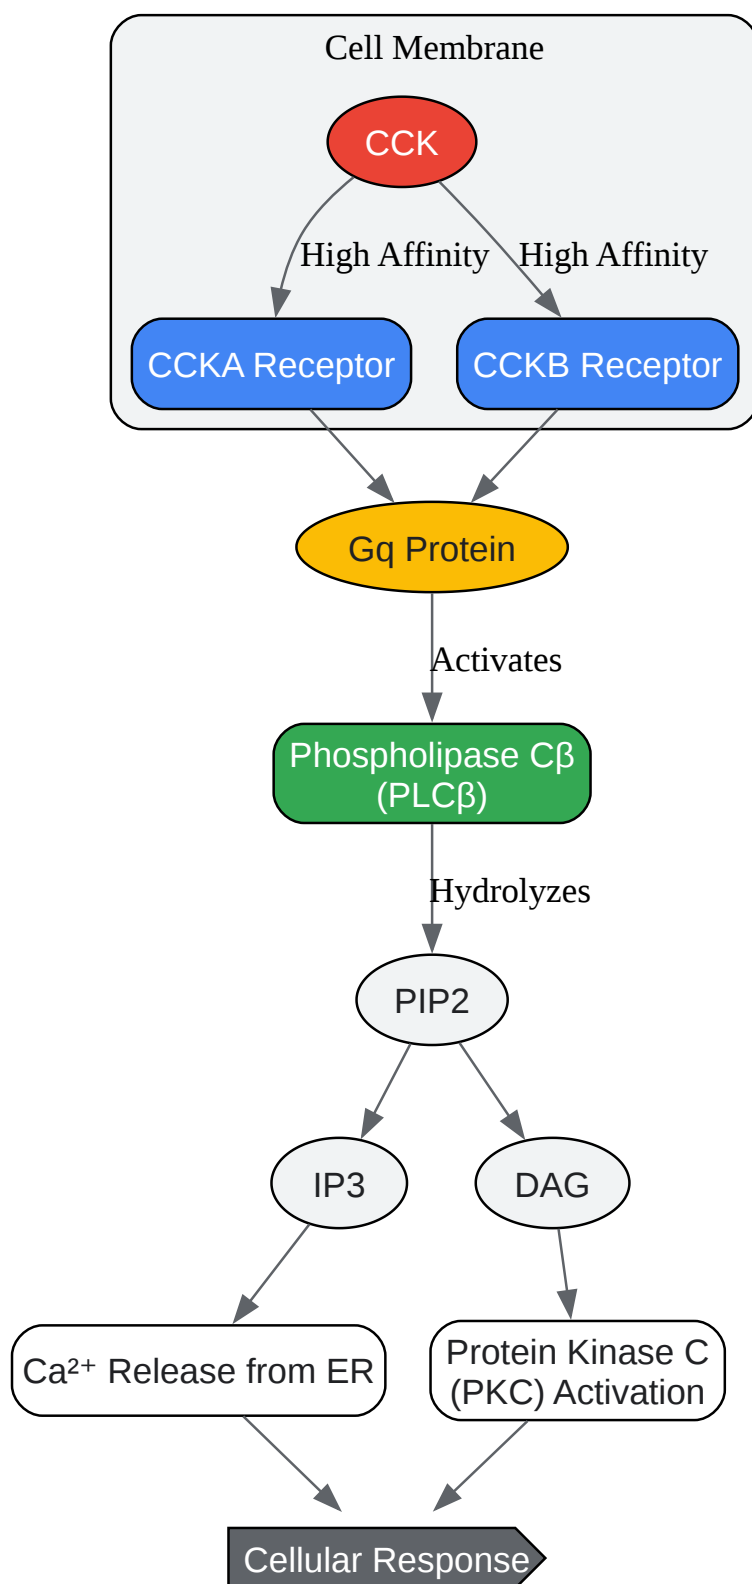 Cell Membrane
CCK
High Affinity
High Affinity
CCKA Receptor
CCKB Receptor
Gq Protein
Activates
Phospholipase Cβ
(PLCβ)
Hydrolyzes
PIP2
IP3
DAG
Ca²⁺ Release from ER
Protein Kinase C
(PKC) Activation
Cellular Response